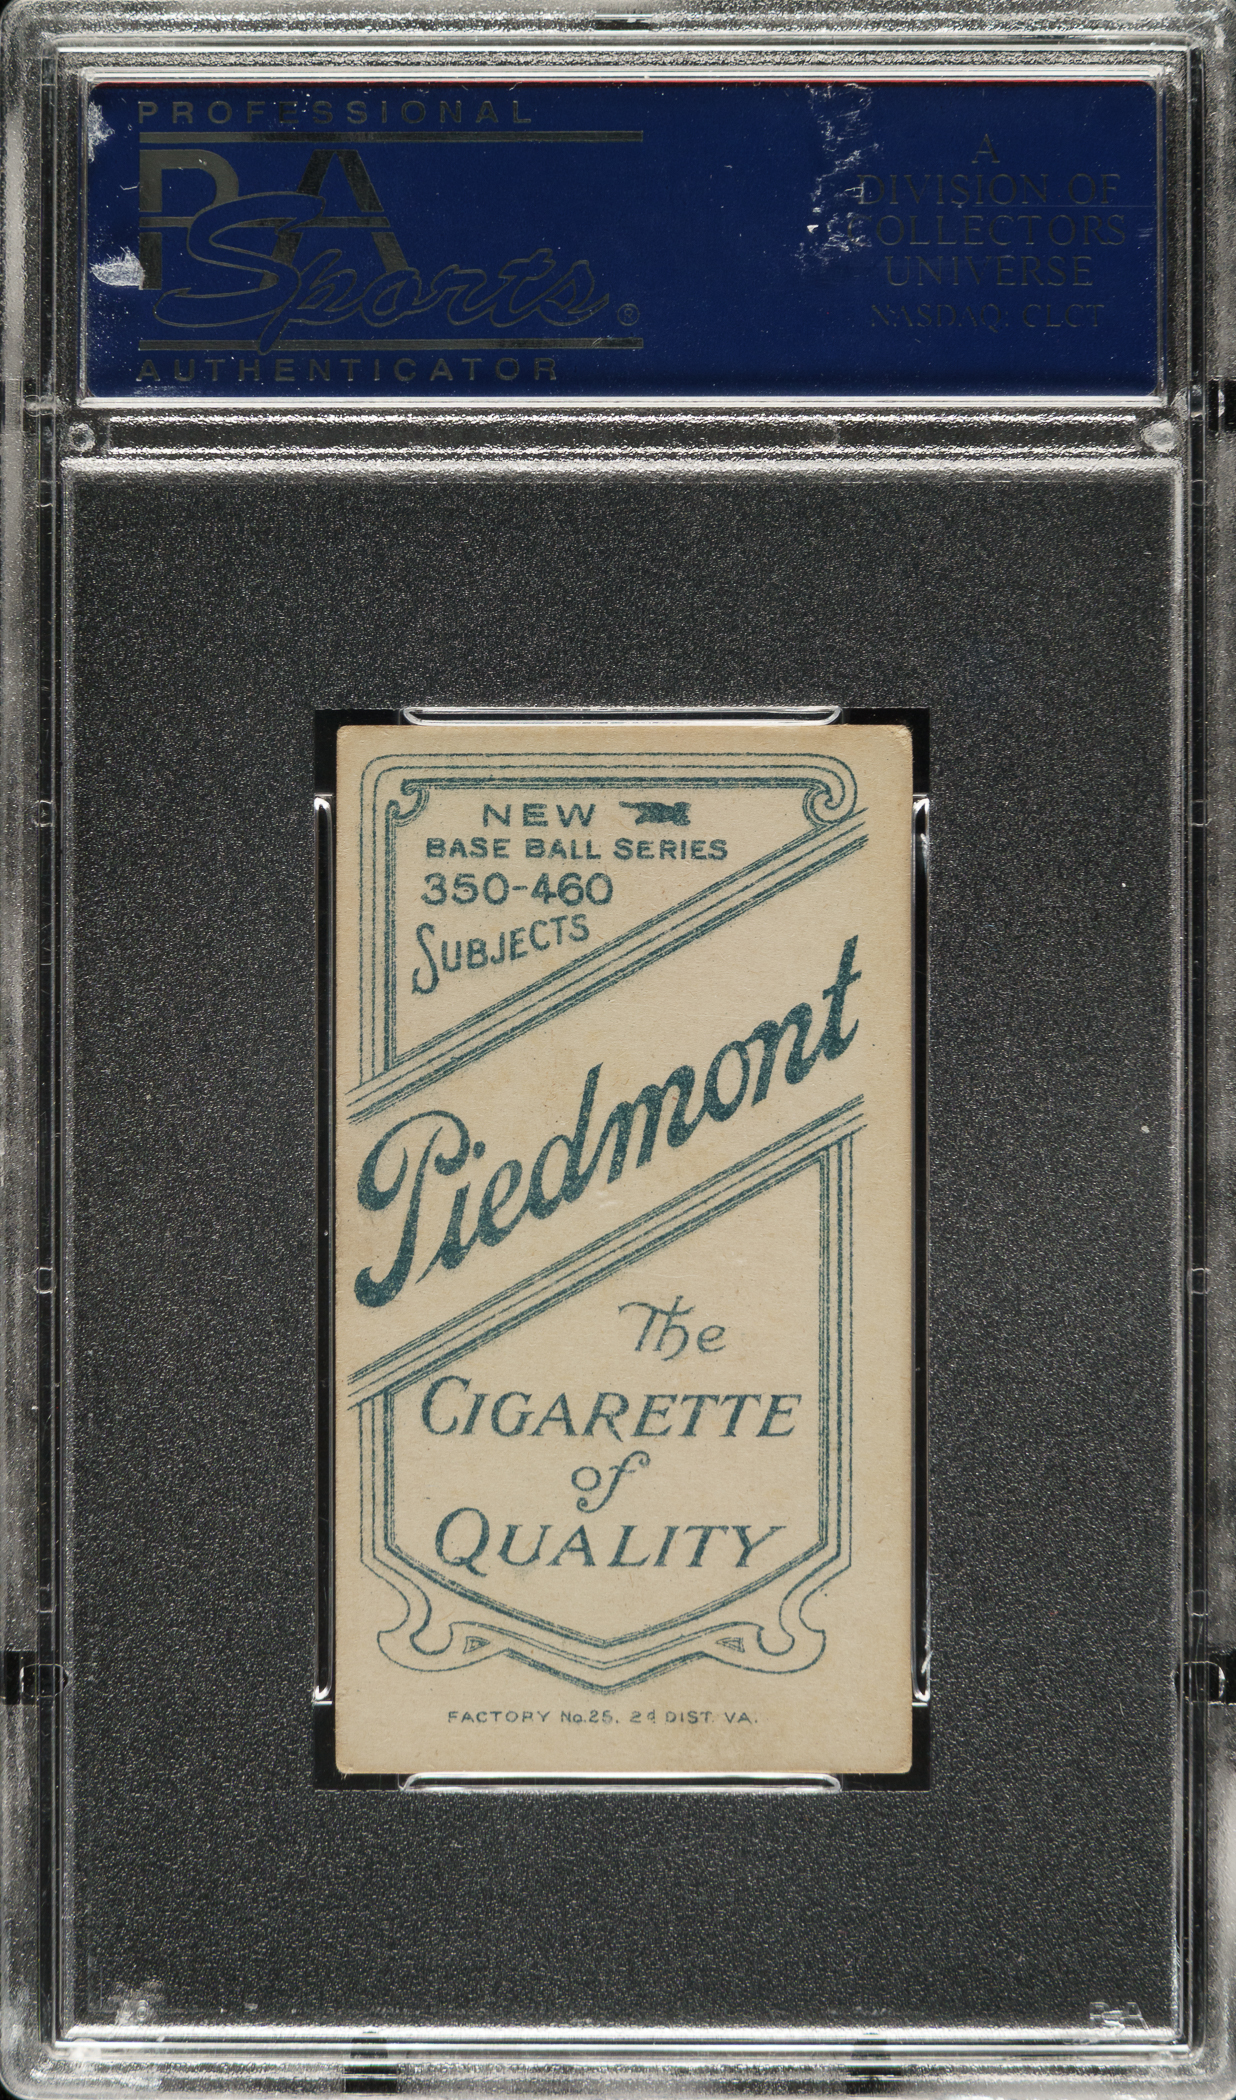 PROFESSIONAL
PSA
Sports®
AUTHENTICATOR
A
DIVISION OF
COLLECTORS
UNIVERSE
NASDAQ: CLCT
NEW
BASE BALL SERIES
350-460
SUBJECTS
Piedmont
The
CIGARETTE
of
QUALITY
FACTORY No. 25, 2d DIST. VA.
PSA